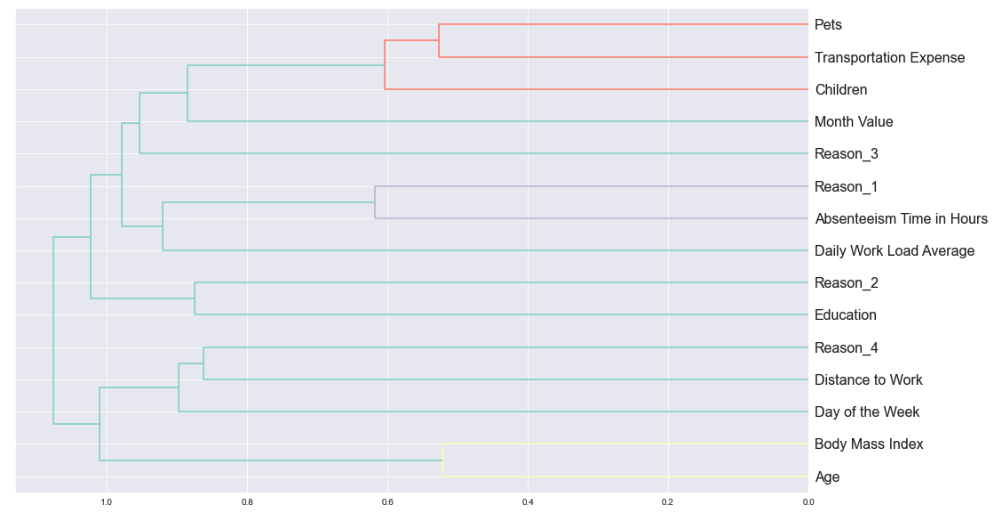 Pets
Transportation Expense
Children
Month Value
Reason_3
Reason_1
Absenteeism Time in Hours
Daily Work Load Average
Reason_2
Education
Reason_4
Distance to Work
Day of the Week
Body Mass Index
Age
1.0 0.8 0.6 0.4 0.2 0.0